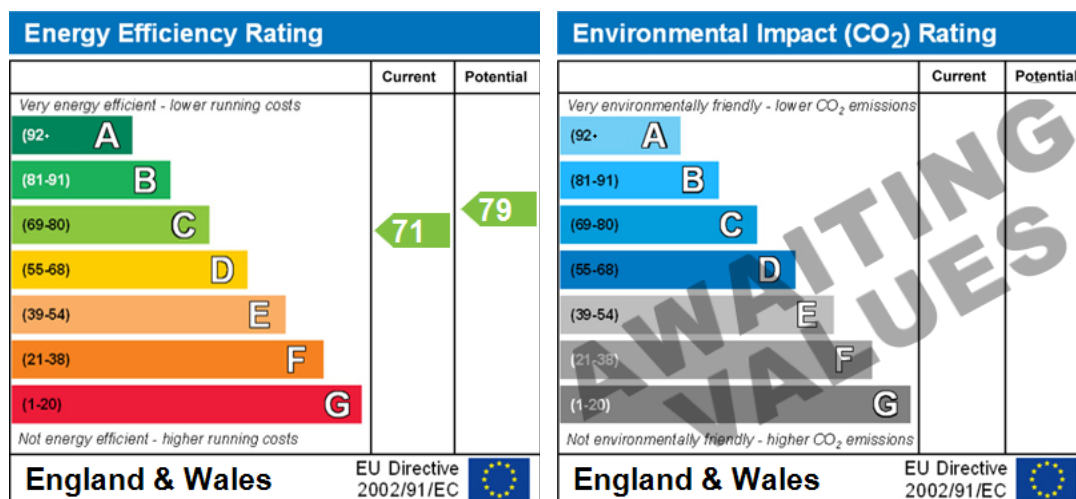 Energy Efficiency Rating
Current Potential
Very energy efficient - lower running costs
(92+ A
(81-91) B
(69-80) C
71
79
(55-68) D
(39-54) E
(21-38) F
(1-20) G
Not energy efficient - higher running costs
England & Wales
EU Directive
2002/91/EC
Environmental Impact (CO₂) Rating
Current Potential
Very environmentally friendly - lower CO₂ emissions
(92+ A
(81-91) B
(69-80) C
(55-68) D
(39-54) E
(21-38) F
(1-20) G
AWAITING
VALUES
Not environmentally friendly - higher CO₂ emissions
England & Wales
EU Directive
2002/91/EC